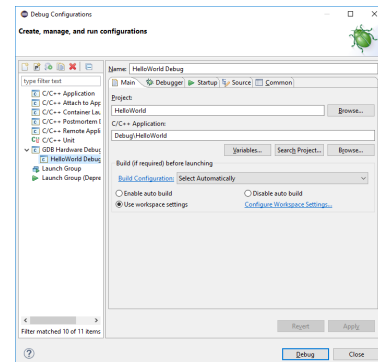 Debug Configurations
Create, manage, and run configurations
Name: HelloWorld Debug
type filter text
C/C++ Application
C/C++ Attach to App
C/C++ Container Lau
C/C++ Postmortem D
C/C++ Remote Appli
C/C++ Unit
GDB Hardware Debug
HelloWorld Debug
Launch Group
Launch Group (Depre
Filter matched 10 of 11 items
Main Debugger Startup Source Common
Project:
HelloWorld Browse...
C/C++ Application:
Debug\HelloWorld
Variables... Search Project... Browse...
Build (if required) before launching
Build Configuration: Select Automatically
Enable auto build Disable auto build
Use workspace settings Configure Workspace Settings...
Revert Apply
Debug Close